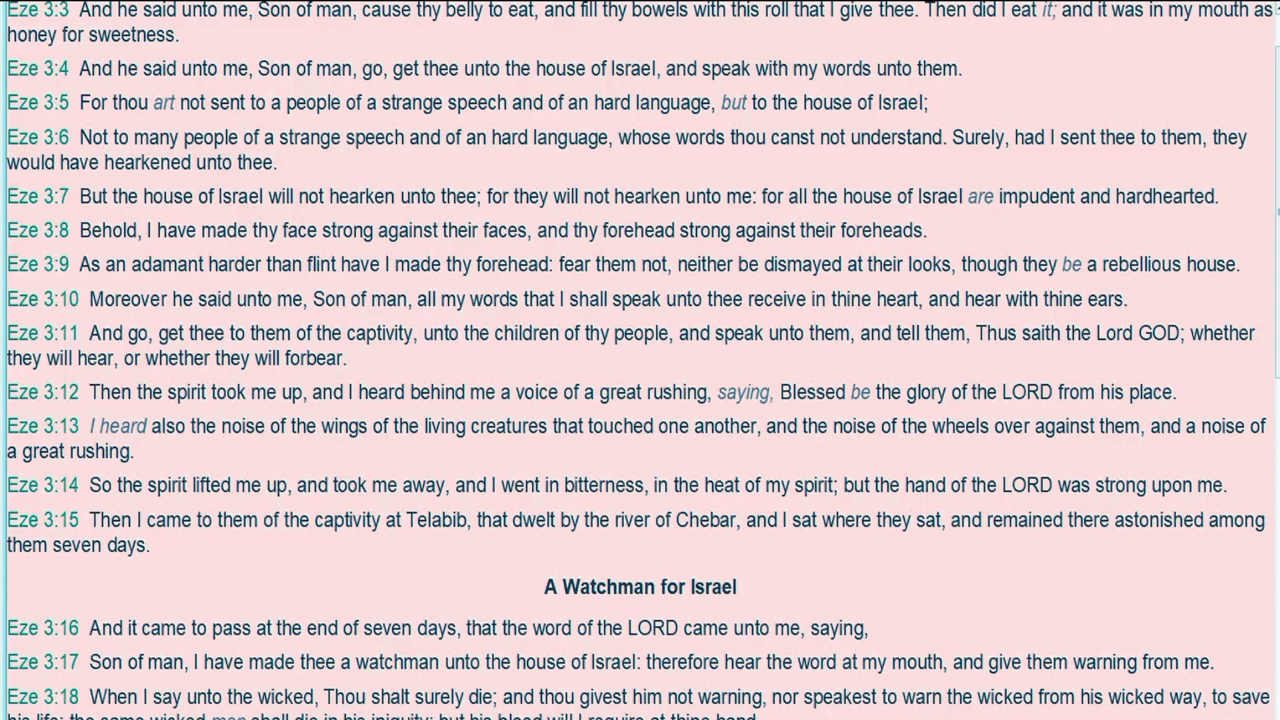 Eze 3:3 And he said unto me, Son of man, cause thy belly to eat, and fill thy bowels with this roll that I give thee. Then did I eat it; and it was in my mouth as
honey for sweetness.
Eze 3:4 And he said unto me, Son of man, go, get thee unto the house of Israel, and speak with my words unto them.
Eze 3:5 For thou art not sent to a people of a strange speech and of an hard language, but to the house of Israel;
Eze 3:6 Not to many people of a strange speech and of an hard language, whose words thou canst not understand. Surely, had I sent thee to them, they
would have hearkened unto thee.
Eze 3:7 But the house of Israel will not hearken unto thee; for they will not hearken unto me: for all the house of Israel are impudent and hardhearted.
Eze 3:8 Behold, I have made thy face strong against their faces, and thy forehead strong against their foreheads.
Eze 3:9 As an adamant harder than flint have I made thy forehead: fear them not, neither be dismayed at their looks, though they be a rebellious house.
Eze 3:10 Moreover he said unto me, Son of man, all my words that I shall speak unto thee receive in thine heart, and hear with thine ears.
Eze 3:11 And go, get thee to them of the captivity, unto the children of thy people, and speak unto them, and tell them, Thus saith the Lord GOD; whether
they will hear, or whether they will forbear.
Eze 3:12 Then the spirit took me up, and I heard behind me a voice of a great rushing, saying, Blessed be the glory of the LORD from his place.
Eze 3:13 I heard also the noise of the wings of the living creatures that touched one another, and the noise of the wheels over against them, and a noise of
a great rushing.
Eze 3:14 So the spirit lifted me up, and took me away, and I went in bitterness, in the heat of my spirit; but the hand of the LORD was strong upon me.
Eze 3:15 Then I came to them of the captivity at Telabib, that dwelt by the river of Chebar, and I sat where they sat, and remained there astonished among
them seven days.
A Watchman for Israel
Eze 3:16 And it came to pass at the end of seven days, that the word of the LORD came unto me, saying,
Eze 3:17 Son of man, I have made thee a watchman unto the house of Israel: therefore hear the word at my mouth, and give them warning from me.
Eze 3:18 When I say unto the wicked, Thou shalt surely die; and thou givest him not warning, nor speakest to warn the wicked from his wicked way, to save
his life; the same wicked man shall die in his iniquity; but his blood will I require at thine hand.